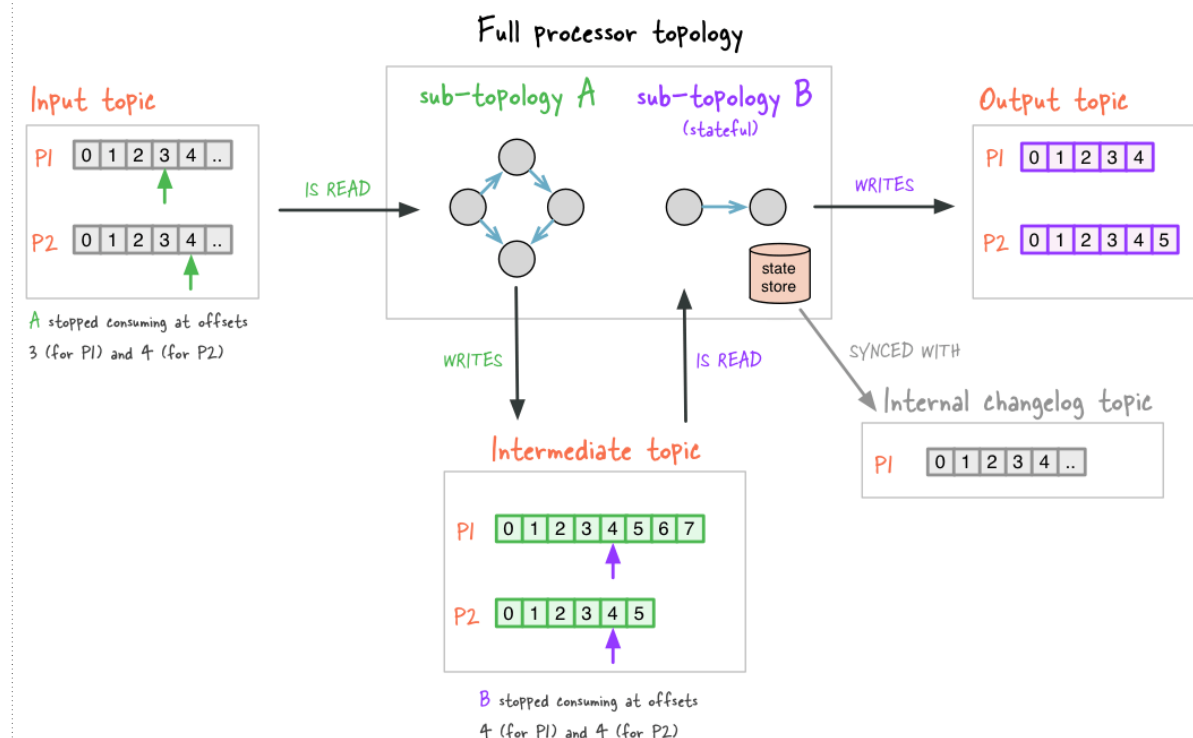 Full processor topology
Input topic
P1 0 1 2 3 4 ..
P2 0 1 2 3 4 ..
A stopped consuming at offsets
3 (for P1) and 4 (for P2)
IS READ
sub-topology A
sub-topology B
(stateful)
state
store
WRITES
Output topic
P1 0 1 2 3 4
P2 0 1 2 3 4 5
WRITES
IS READ
SYNCED WITH
Internal changelog topic
P1 0 1 2 3 4 ..
Intermediate topic
P1 0 1 2 3 4 5 6 7
P2 0 1 2 3 4 5
B stopped consuming at offsets
4 (for P1) and 4 (for P2)